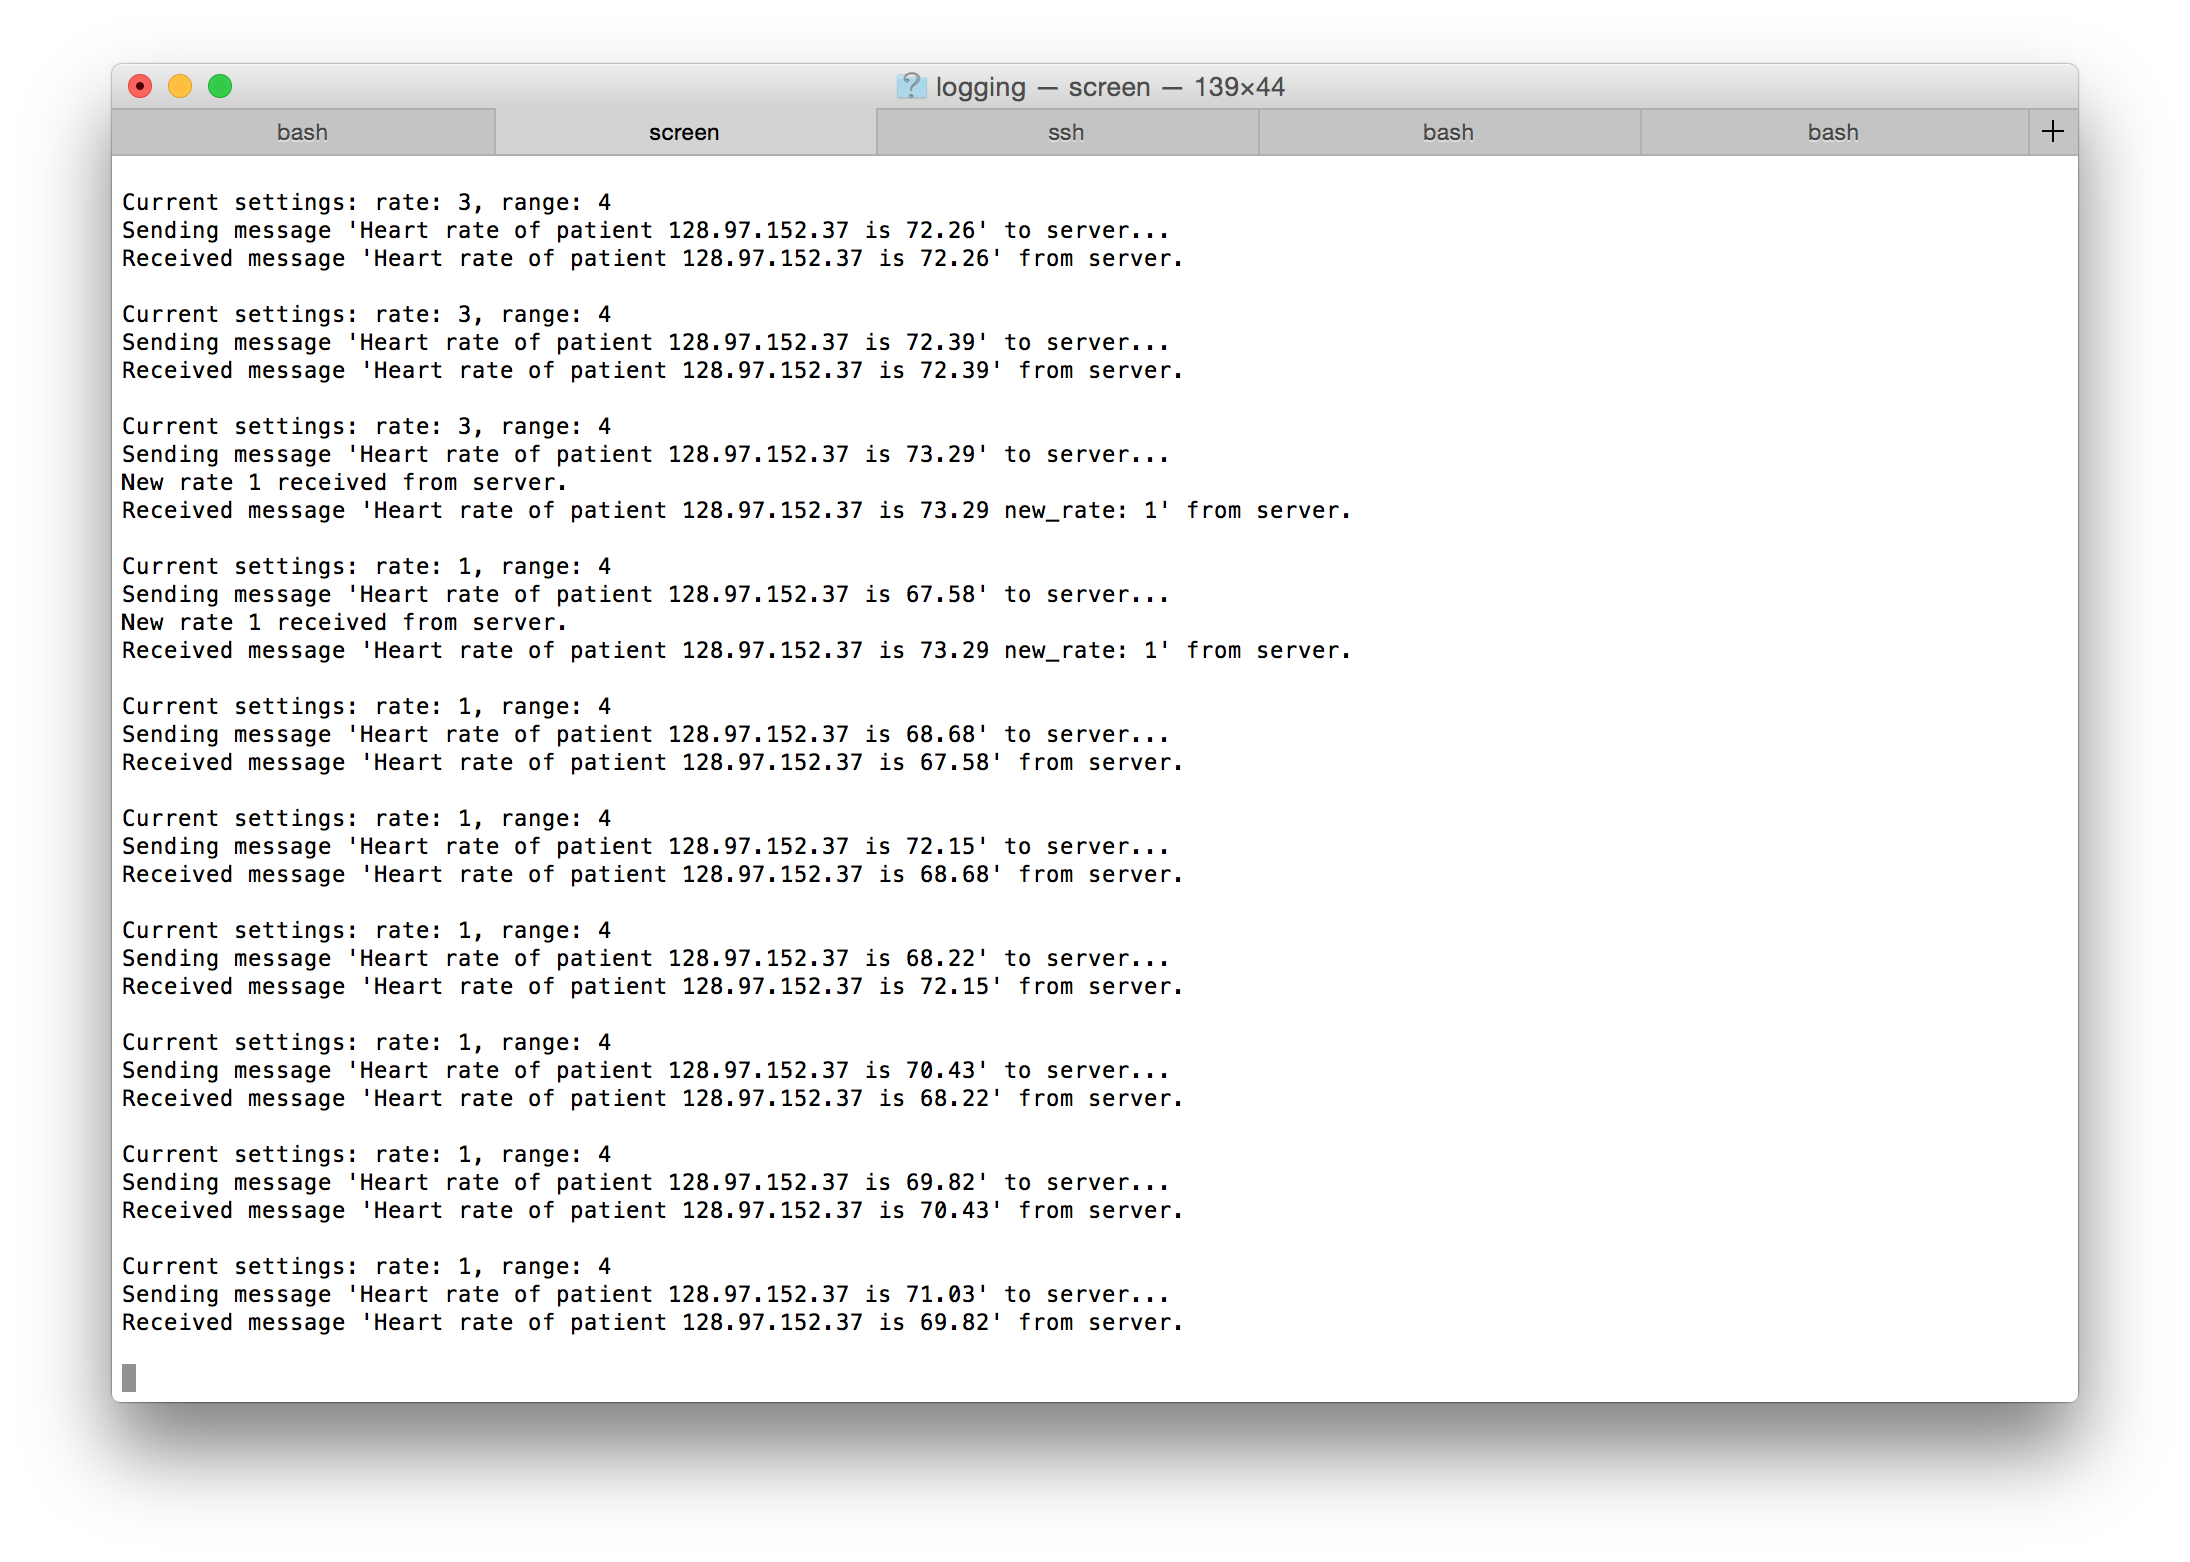 logging — screen — 139×44
bash screen ssh bash bash +
Current settings: rate: 3, range: 4
Sending message 'Heart rate of patient 128.97.152.37 is 72.26' to server...
Received message 'Heart rate of patient 128.97.152.37 is 72.26' from server.
Current settings: rate: 3, range: 4
Sending message 'Heart rate of patient 128.97.152.37 is 72.39' to server...
Received message 'Heart rate of patient 128.97.152.37 is 72.39' from server.
Current settings: rate: 3, range: 4
Sending message 'Heart rate of patient 128.97.152.37 is 73.29' to server...
New rate 1 received from server.
Received message 'Heart rate of patient 128.97.152.37 is 73.29 new_rate: 1' from server.
Current settings: rate: 1, range: 4
Sending message 'Heart rate of patient 128.97.152.37 is 67.58' to server...
New rate 1 received from server.
Received message 'Heart rate of patient 128.97.152.37 is 73.29 new_rate: 1' from server.
Current settings: rate: 1, range: 4
Sending message 'Heart rate of patient 128.97.152.37 is 68.68' to server...
Received message 'Heart rate of patient 128.97.152.37 is 67.58' from server.
Current settings: rate: 1, range: 4
Sending message 'Heart rate of patient 128.97.152.37 is 72.15' to server...
Received message 'Heart rate of patient 128.97.152.37 is 68.68' from server.
Current settings: rate: 1, range: 4
Sending message 'Heart rate of patient 128.97.152.37 is 68.22' to server...
Received message 'Heart rate of patient 128.97.152.37 is 72.15' from server.
Current settings: rate: 1, range: 4
Sending message 'Heart rate of patient 128.97.152.37 is 70.43' to server...
Received message 'Heart rate of patient 128.97.152.37 is 68.22' from server.
Current settings: rate: 1, range: 4
Sending message 'Heart rate of patient 128.97.152.37 is 69.82' to server...
Received message 'Heart rate of patient 128.97.152.37 is 70.43' from server.
Current settings: rate: 1, range: 4
Sending message 'Heart rate of patient 128.97.152.37 is 71.03' to server...
Received message 'Heart rate of patient 128.97.152.37 is 69.82' from server.